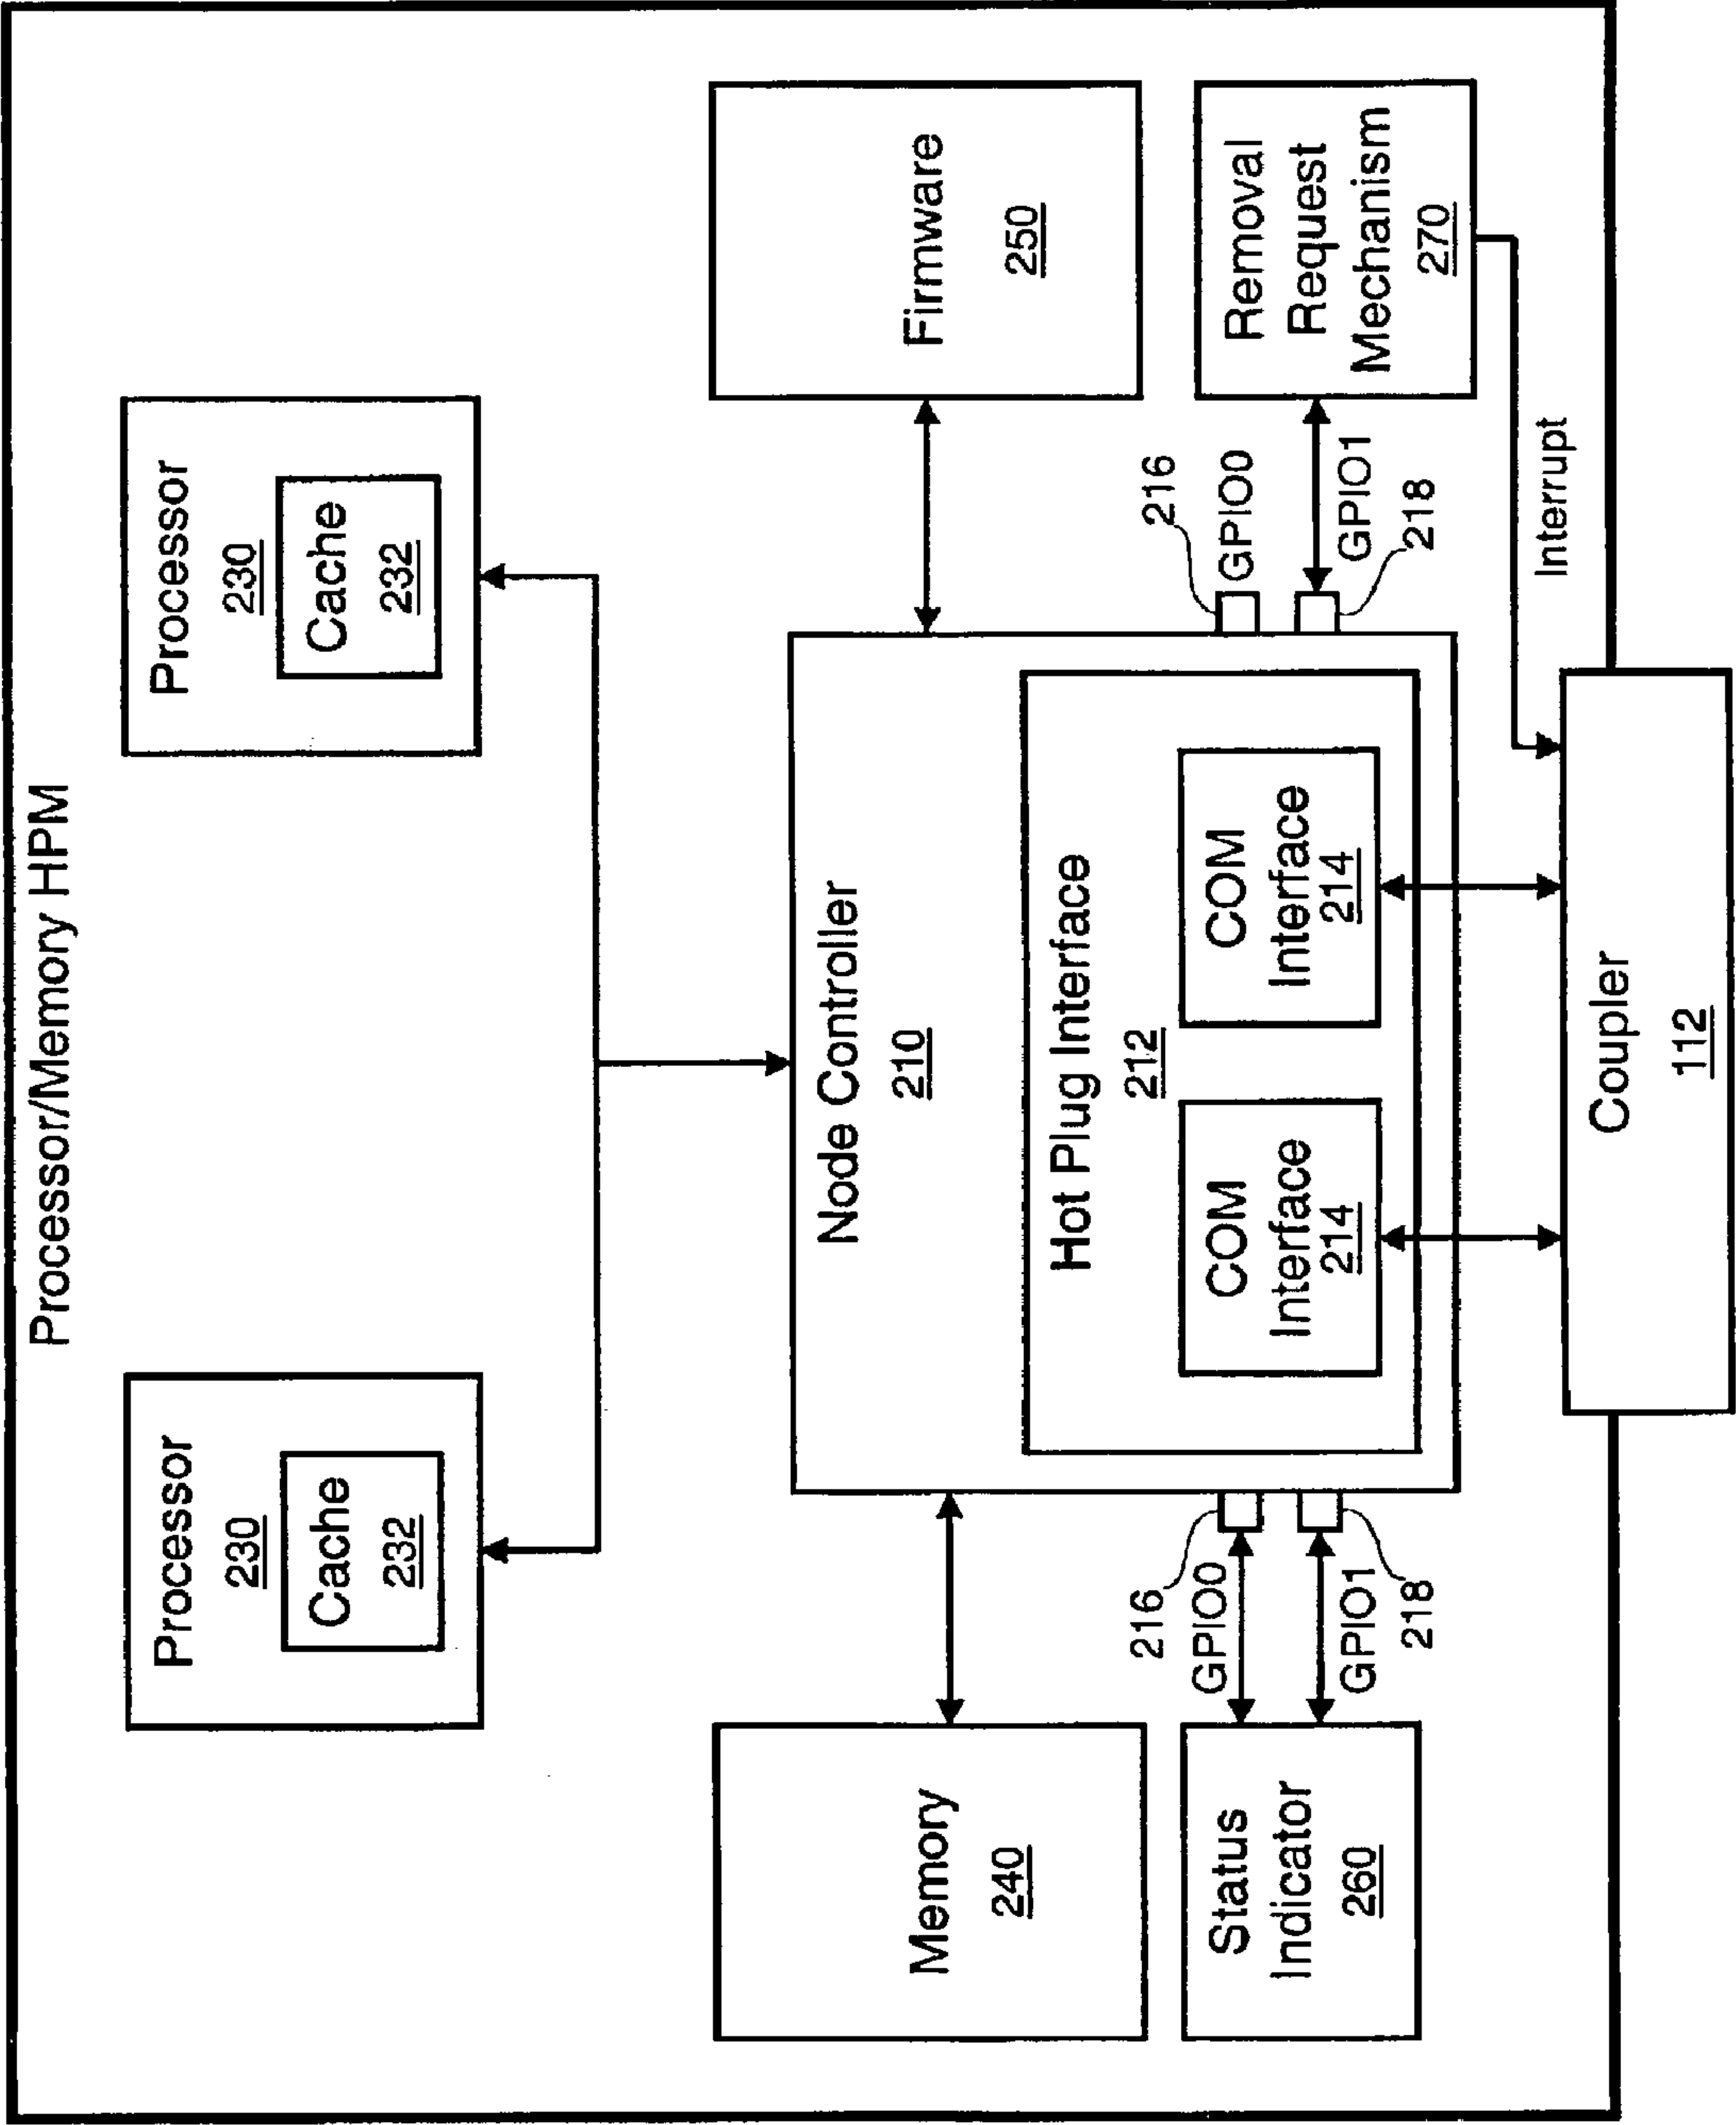 Processor/Memory HPM
Processor
230
Cache
232
Processor
230
Cache
232
Memory
240
Node Controller
210
Firmware
250
Hot Plug Interface
212
COM
Interface
214
COM
Interface
214
Status
Indicator
260
216
GPIO0
GPIO1
218
216
GPIO0
GPIO1
218
Removal
Request
Mechanism
270
Interrupt
Coupler
112